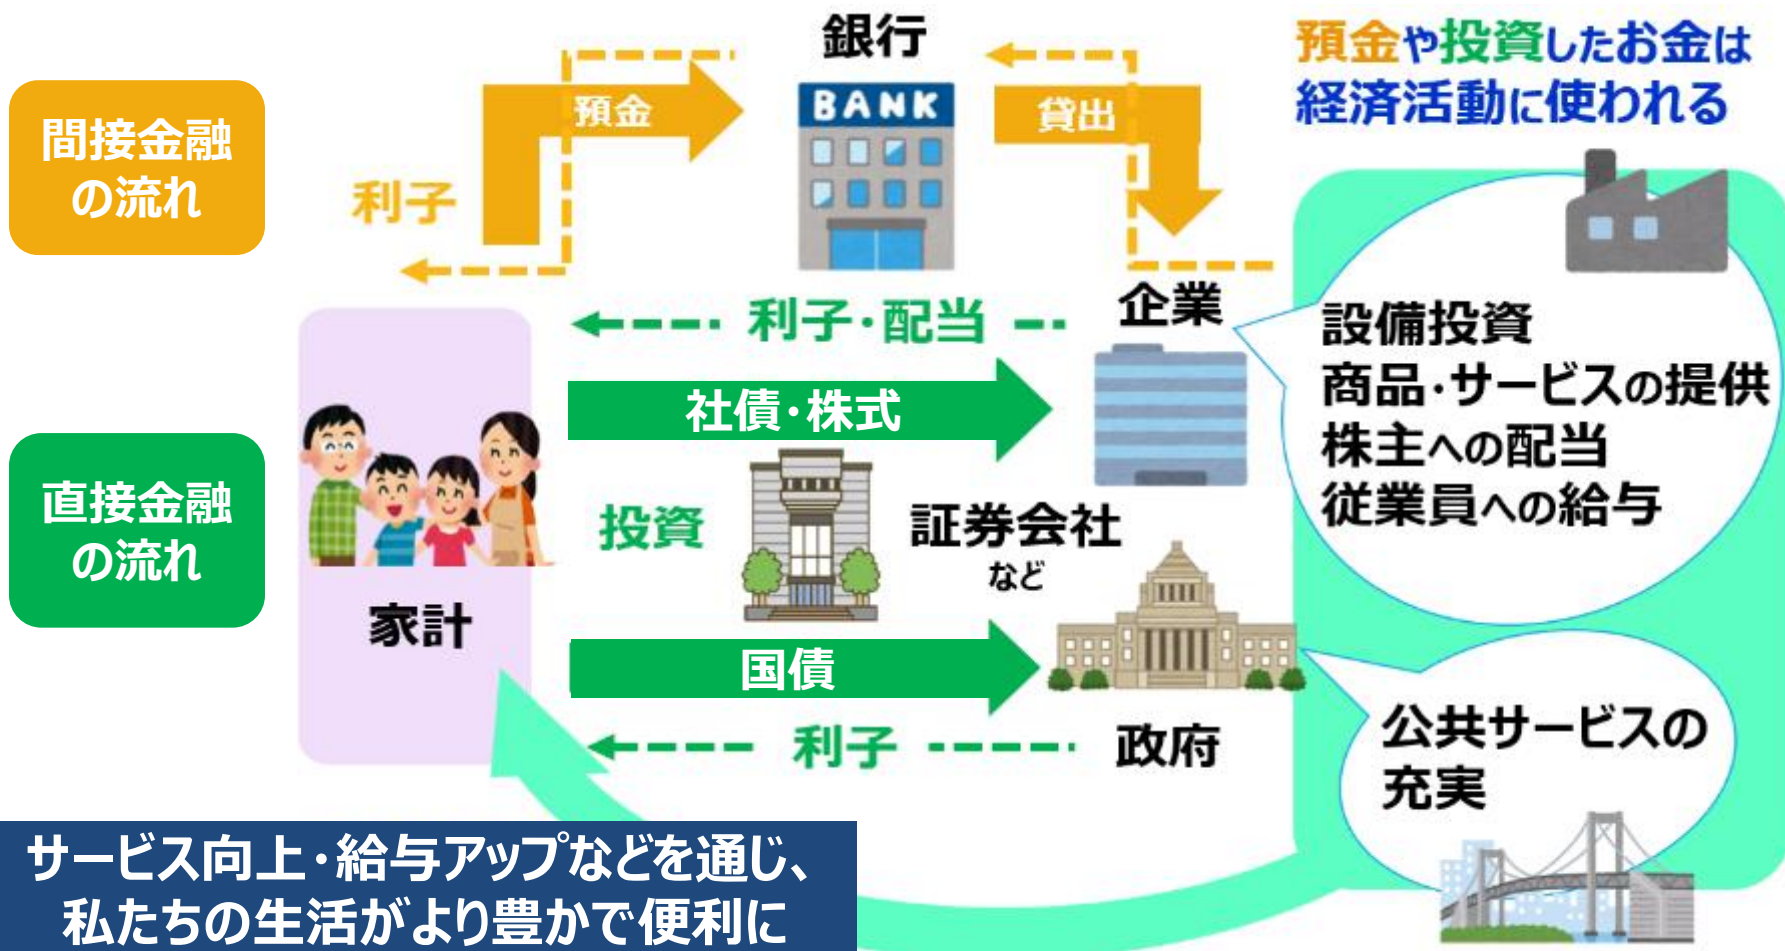 銀行
BANK
預金や投資したお金は
経済活動に使われる
間接金融
の流れ
預金
貸出
利子
利子・配当
企業
社債・株式
設備投資
商品・サービスの提供
株主への配当
従業員への給与
直接金融
の流れ
投資
証券会社
など
家計
国債
利子
政府
公共サービスの
充実
サービス向上・給与アップなどを通じ、
私たちの生活がより豊かで便利に